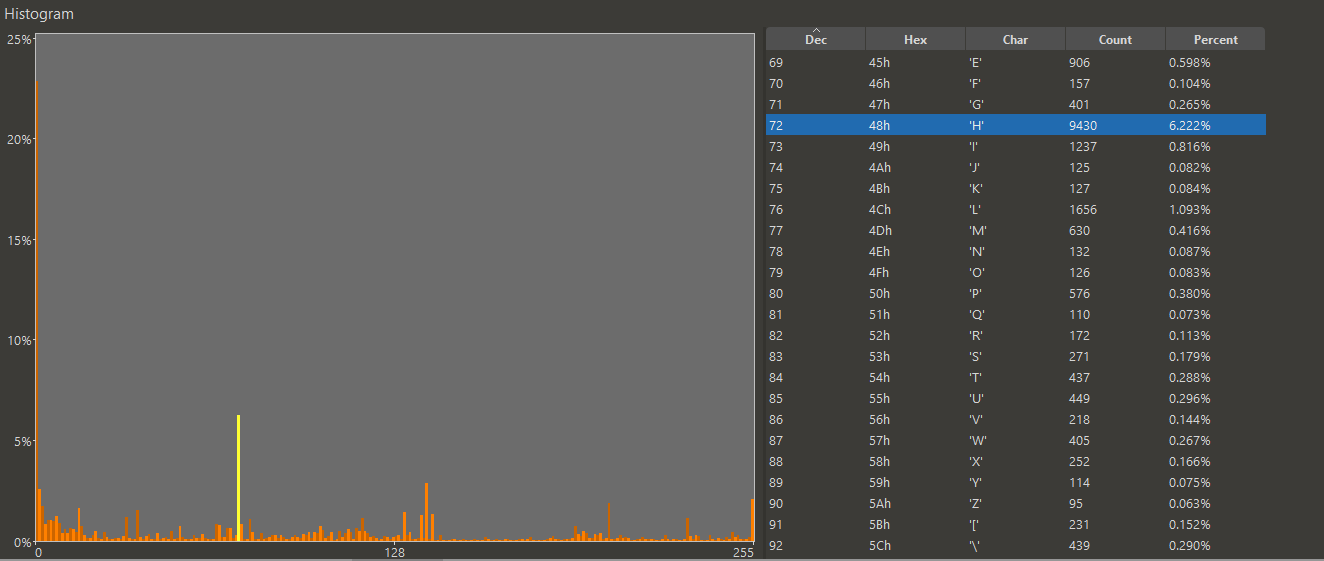 Histogram
25%
20%
15%
10%
5%
0%
0 128 255
Dec Hex Char Count Percent
69 45h 'E' 906 0.598%
70 46h 'F' 157 0.104%
71 47h 'G' 401 0.265%
72 48h 'H' 9430 6.222%
73 49h 'I' 1237 0.816%
74 4Ah 'J' 125 0.082%
75 4Bh 'K' 127 0.084%
76 4Ch 'L' 1656 1.093%
77 4Dh 'M' 630 0.416%
78 4Eh 'N' 132 0.087%
79 4Fh 'O' 126 0.083%
80 50h 'P' 576 0.380%
81 51h 'Q' 110 0.073%
82 52h 'R' 172 0.113%
83 53h 'S' 271 0.179%
84 54h 'T' 437 0.288%
85 55h 'U' 449 0.296%
86 56h 'V' 218 0.144%
87 57h 'W' 405 0.267%
88 58h 'X' 252 0.166%
89 59h 'Y' 114 0.075%
90 5Ah 'Z' 95 0.063%
91 5Bh '[' 231 0.152%
92 5Ch '\' 439 0.290%